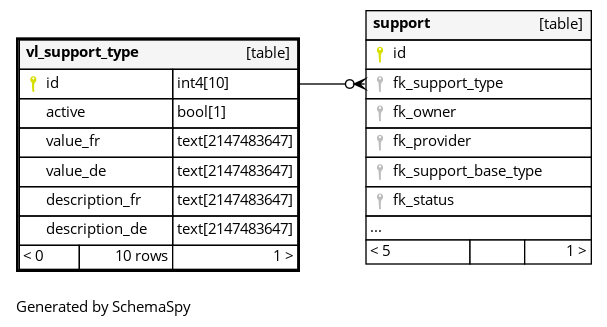 vl_support_type [table]
id int4[10]
active bool[1]
value_fr text[2147483647]
value_de text[2147483647]
description_fr text[2147483647]
description_de text[2147483647]
< 0 10 rows 1 >
support [table]
id
fk_support_type
fk_owner
fk_provider
fk_support_base_type
fk_status
...
< 5 1 >
Generated by SchemaSpy